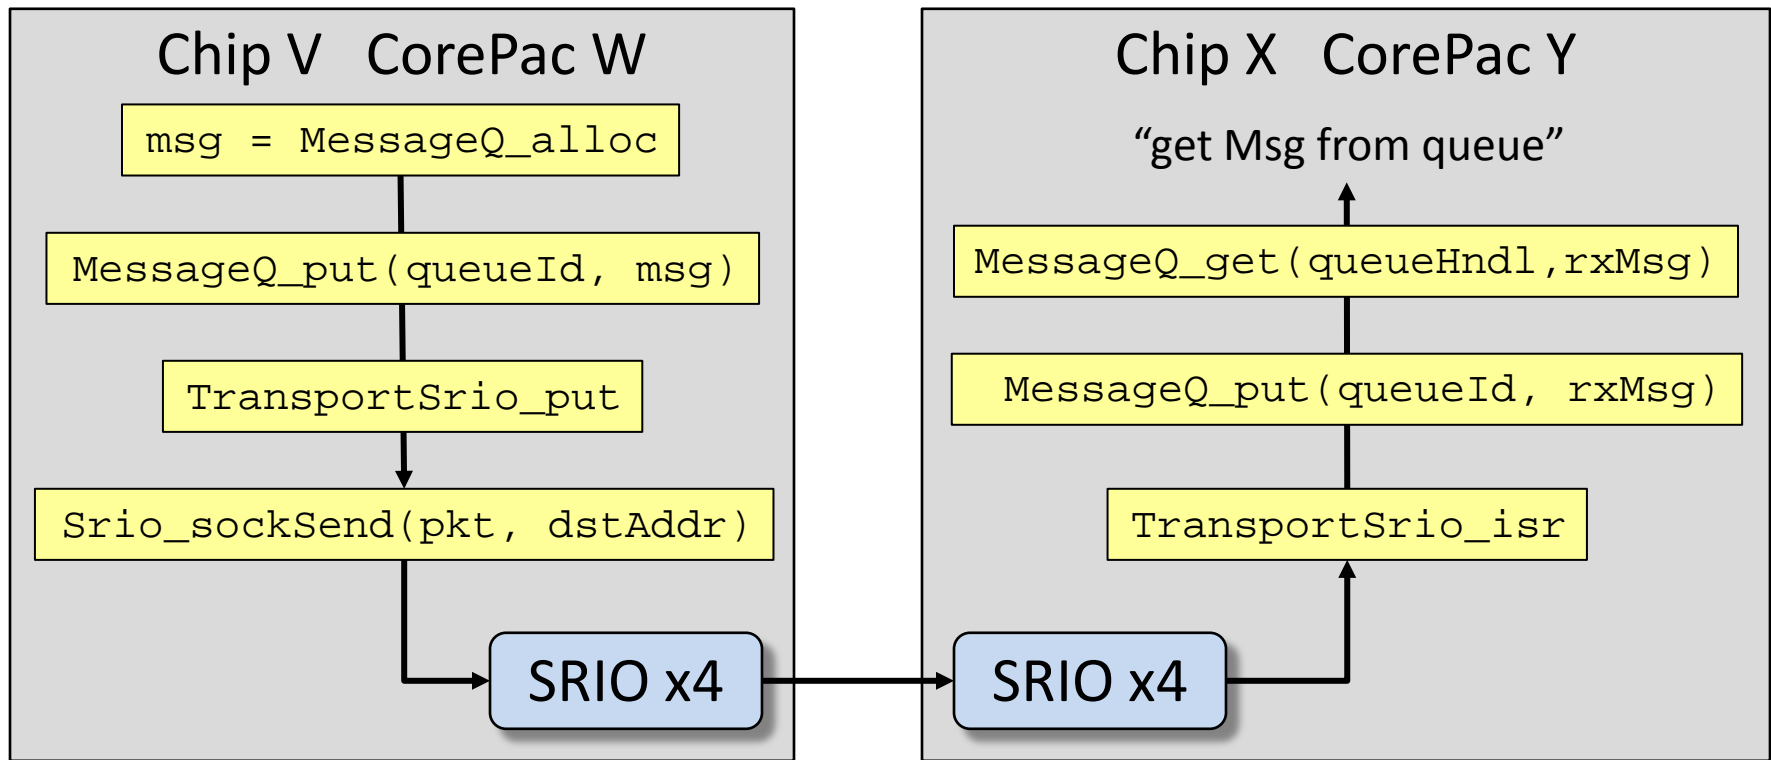 Chip V CorePac W
msg = MessageQ_alloc
MessageQ_put(queueId, msg)
TransportSrio_put
Srio_sockSend(pkt, dstAddr)
SRIO x4
Chip X CorePac Y
“get Msg from queue”
MessageQ_get(queueHndl,rxMsg)
MessageQ_put(queueId, rxMsg)
TransportSrio_isr
SRIO x4